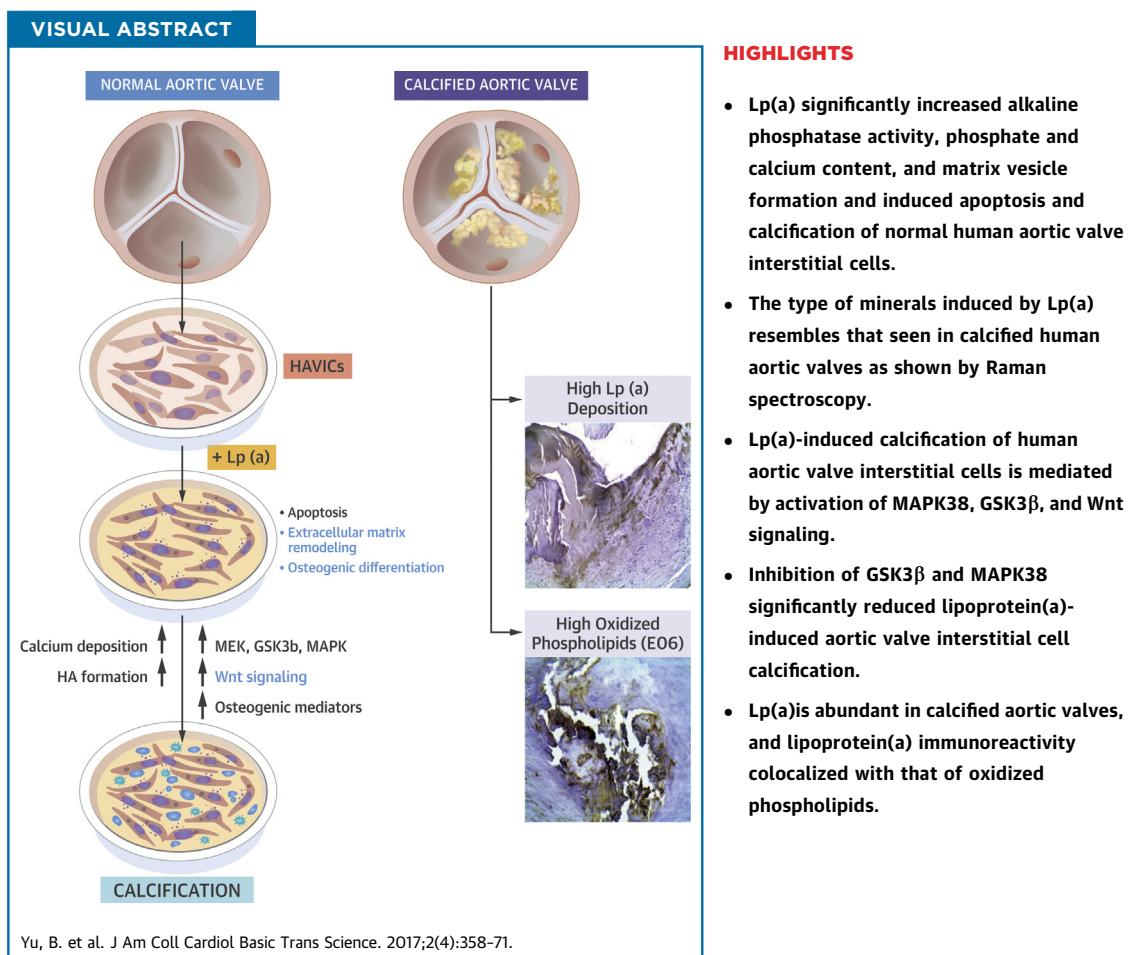 VISUAL ABSTRACT
NORMAL AORTIC VALVE
CALCIFIED AORTIC VALVE
HAVICs
+ Lp (a)
• Apoptosis
• Extracellular matrix
remodeling
• Osteogenic differentiation
Calcium deposition
HA formation
MEK, GSK3b, MAPK
Wnt signaling
Osteogenic mediators
CALCIFICATION
High Lp (a)
Deposition
High Oxidized
Phospholipids (E06)
Yu, B. et al. J Am Coll Cardiol Basic Trans Science. 2017;2(4):358–71.
HIGHLIGHTS
• Lp(a) significantly increased alkaline
phosphatase activity, phosphate and
calcium content, and matrix vesicle
formation and induced apoptosis and
calcification of normal human aortic valve
interstitial cells.
• The type of minerals induced by Lp(a)
resembles that seen in calcified human
aortic valves as shown by Raman
spectroscopy.
• Lp(a)-induced calcification of human
aortic valve interstitial cells is mediated
by activation of MAPK38, GSK3β, and Wnt
signaling.
• Inhibition of GSK3β and MAPK38
significantly reduced lipoprotein(a)-
induced aortic valve interstitial cell
calcification.
• Lp(a)is abundant in calcified aortic valves,
and lipoprotein(a) immunoreactivity
colocalized with that of oxidized
phospholipids.